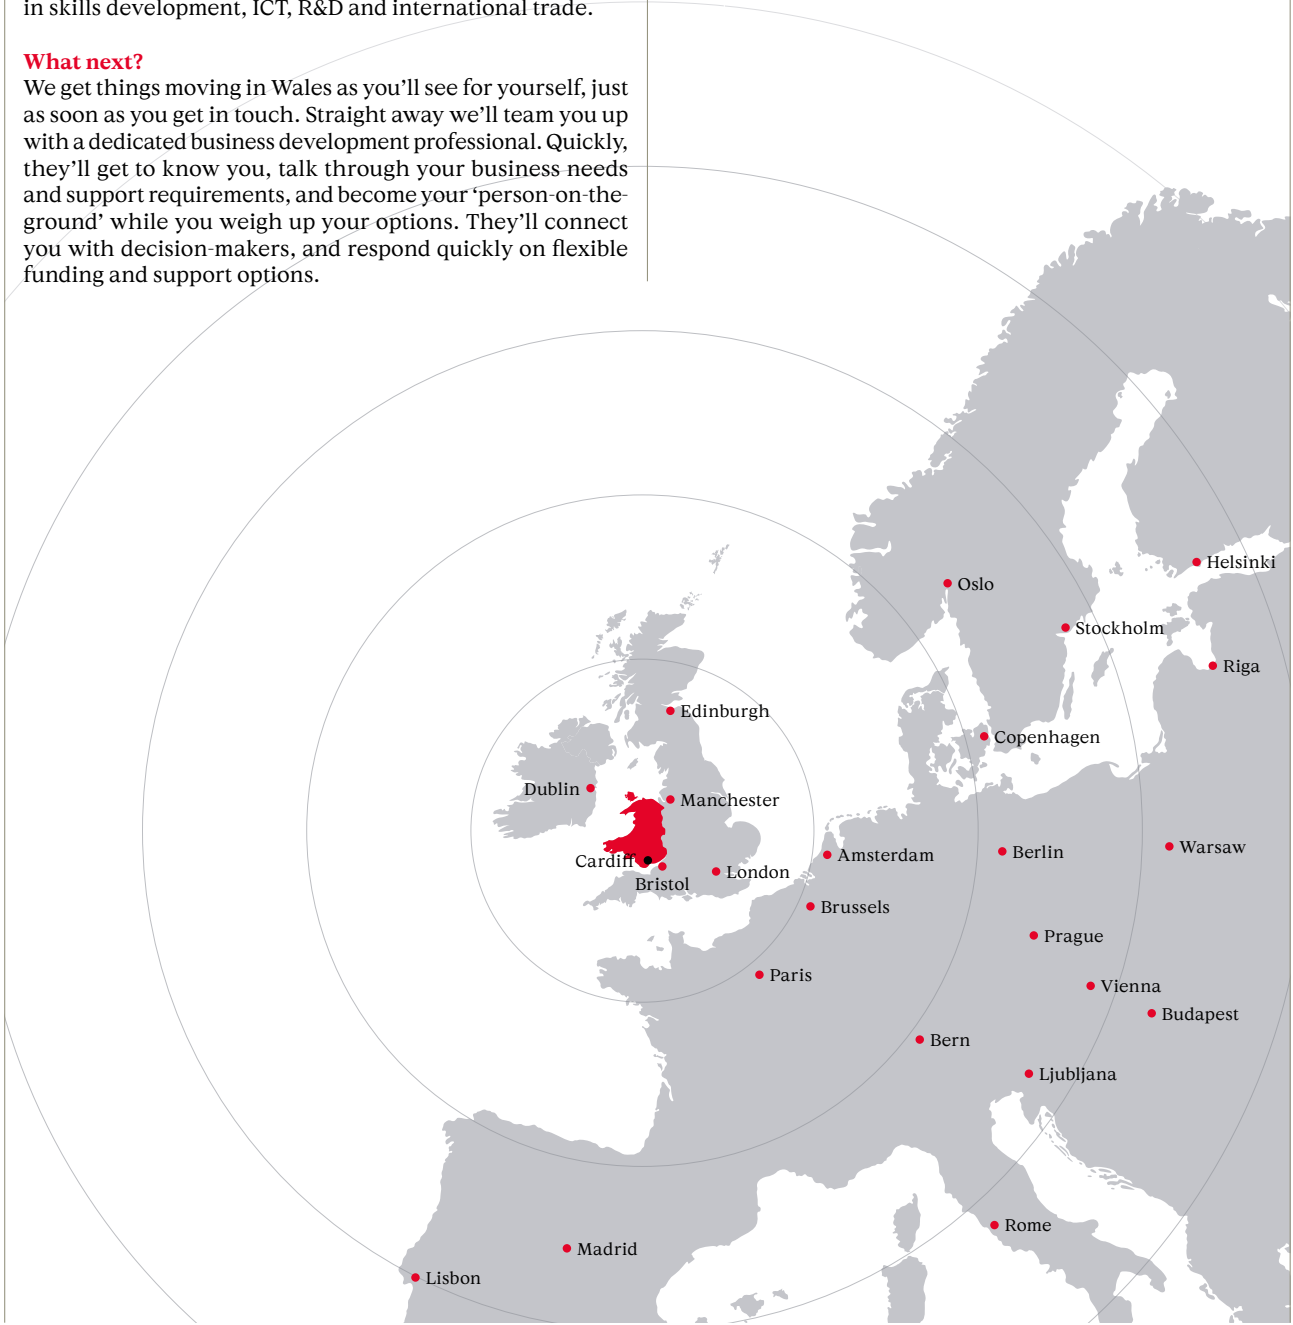 in skills development, ICT, R&D and international trade.
What next?
We get things moving in Wales as you’ll see for yourself, just
as soon as you get in touch. Straight away we’ll team you up
with a dedicated business development professional. Quickly,
they’ll get to know you, talk through your business needs
and support requirements, and become your ‘person-on-the-
ground’ while you weigh up your options. They’ll connect
you with decision-makers, and respond quickly on flexible
funding and support options.
Helsinki
Oslo
Stockholm
Riga
Edinburgh
Copenhagen
Dublin
Manchester
Warsaw
Berlin
Amsterdam
Cardiff
London
Bristol
Brussels
Prague
Paris
Vienna
Budapest
Bern
Ljubljana
Rome
Madrid
Lisbon